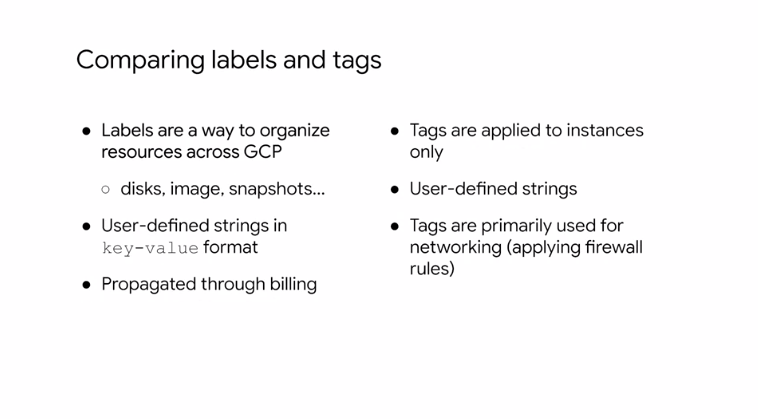 Comparing labels and tags
● Labels are a way to organize
resources across GCP
○ disks, image, snapshots...
● User-defined strings in
key-value format
● Propagated through billing
● Tags are applied to instances
only
● User-defined strings
● Tags are primarily used for
networking (applying firewall
rules)